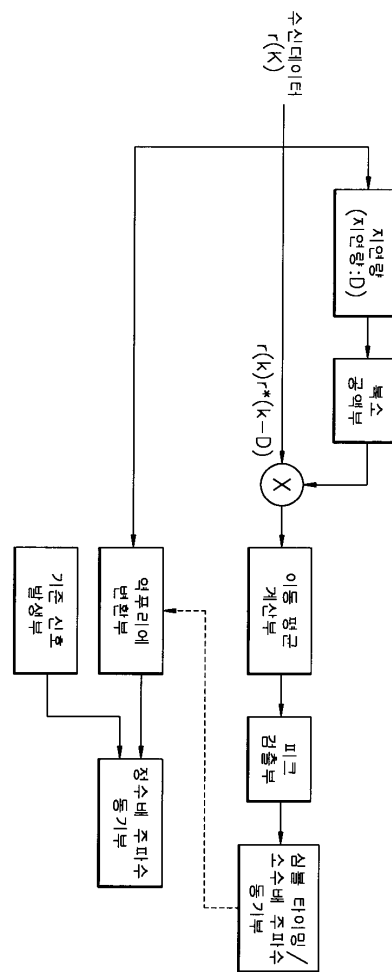 수신데이터
r(K)
지연량
(지연량:D)
복소
공액부
r(k)r*(k-D)
X
이동 평균
계산부
피크
검출부
심볼 타이밍/
소수배 주파수
동기부
역푸리에
변환부
기준 신호
발생부
정수배 주파수
동기부